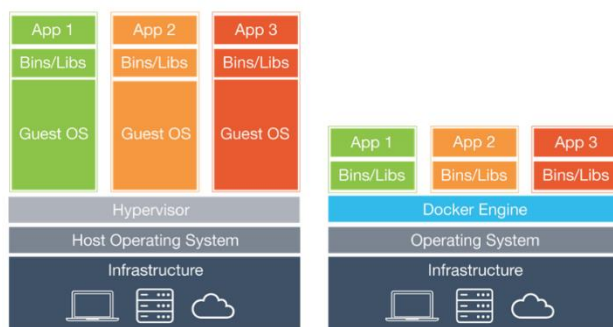 App 1
Bins/Libs
Guest OS
App 2
Bins/Libs
Guest OS
App 3
Bins/Libs
Guest OS
Hypervisor
Host Operating System
Infrastructure
App 1
Bins/Libs
App 2
Bins/Libs
App 3
Bins/Libs
Docker Engine
Operating System
Infrastructure